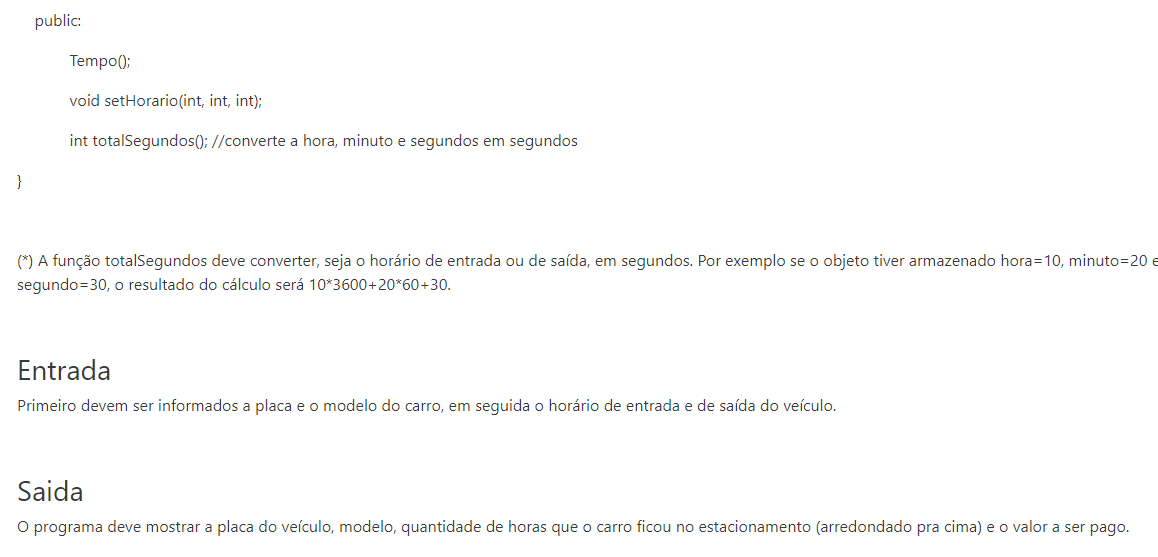 public:
Tempo();
void setHorario(int, int, int);
int totalSegundos(); //converte a hora, minuto e segundos em segundos
}
(*) A função totalSegundos deve converter, seja o horário de entrada ou de saída, em segundos. Por exemplo se o objeto tiver armazenado hora=10, minuto=20 e
segundo=30, o resultado do cálculo será 10*3600+20*60+30.
Entrada
Primeiro devem ser informados a placa e o modelo do carro, em seguida o horário de entrada e de saída do veículo.
Saida
O programa deve mostrar a placa do veículo, modelo, quantidade de horas que o carro ficou no estacionamento (arredondado pra cima) e o valor a ser pago.